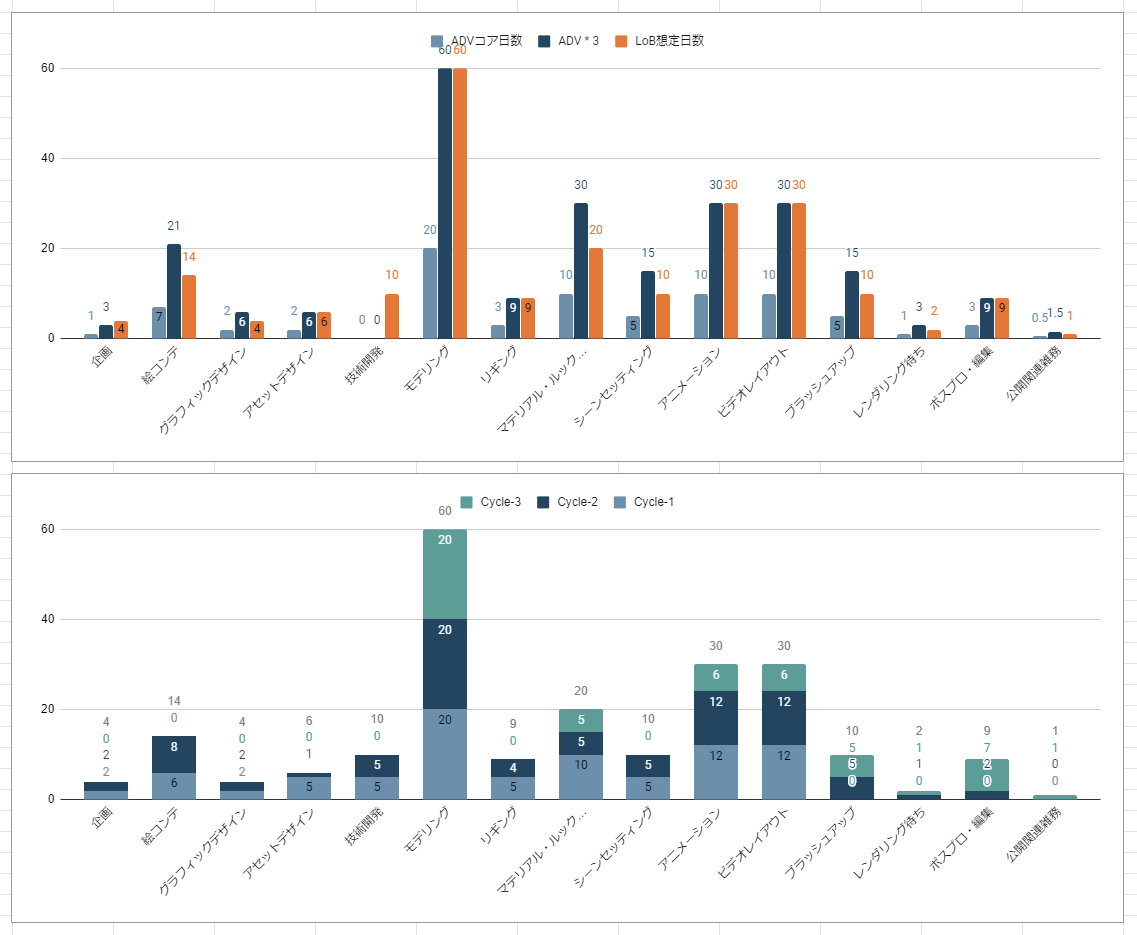 ADVコア日数 ADV * 3 LoB想定日数
60 60
60
40
30 30 30 30 30
21 20 20
20
14 15 15
10 10 10 10 10 10 10
1 3 4 7 2 6 4 2 6 6 0 0 3 9 9 5 5 1 3 2 3 9 9 0.5 1.5 1
0
企画 絵コンテ グラフィックデザイン アセットデザイン 技術開発 モデリング リギング マテリアル・ルック... シーンセッティング アニメーション ビデオレイアウト ブラッシュアップ レンダリング待ち ポスプロ・編集 公開関連雑務
Cycle-3 Cycle-2 Cycle-1
60
60
20
40
20
30 30
6 6
20
20 20
12 12
4 14 4 6 10 9 5 10 10 2 9 1
0 0 0 0 0 0 5 0 5 1 7 1
2 8 2 1 5 4 10 5 12 12 5 1 2 0
2 6 2 5 5 5 5 0 0 0 0
0
企画 絵コンテ グラフィックデザイン アセットデザイン 技術開発 モデリング リギング マテリアル・ルック... シーンセッティング アニメーション ビデオレイアウト ブラッシュアップ レンダリング待ち ポスプロ・編集 公開関連雑務